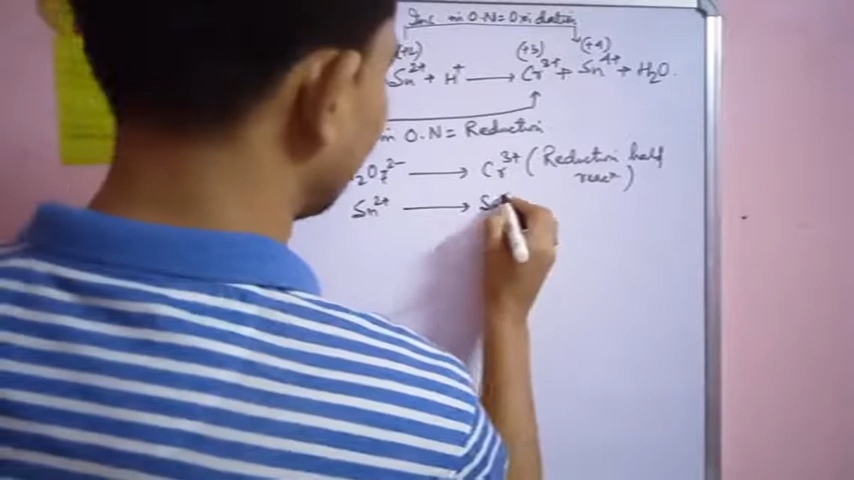 Inc in O.N = Oxidation
(+2) (+3) (+4)
Sn²⁺ + H⁺ → Cr³⁺ + Sn⁴⁺ + H₂O.
in O.N = Reduction
₂O₇²⁻ → Cr³⁺ (Reduction half
reacⁿ)
Sn²⁺ → S